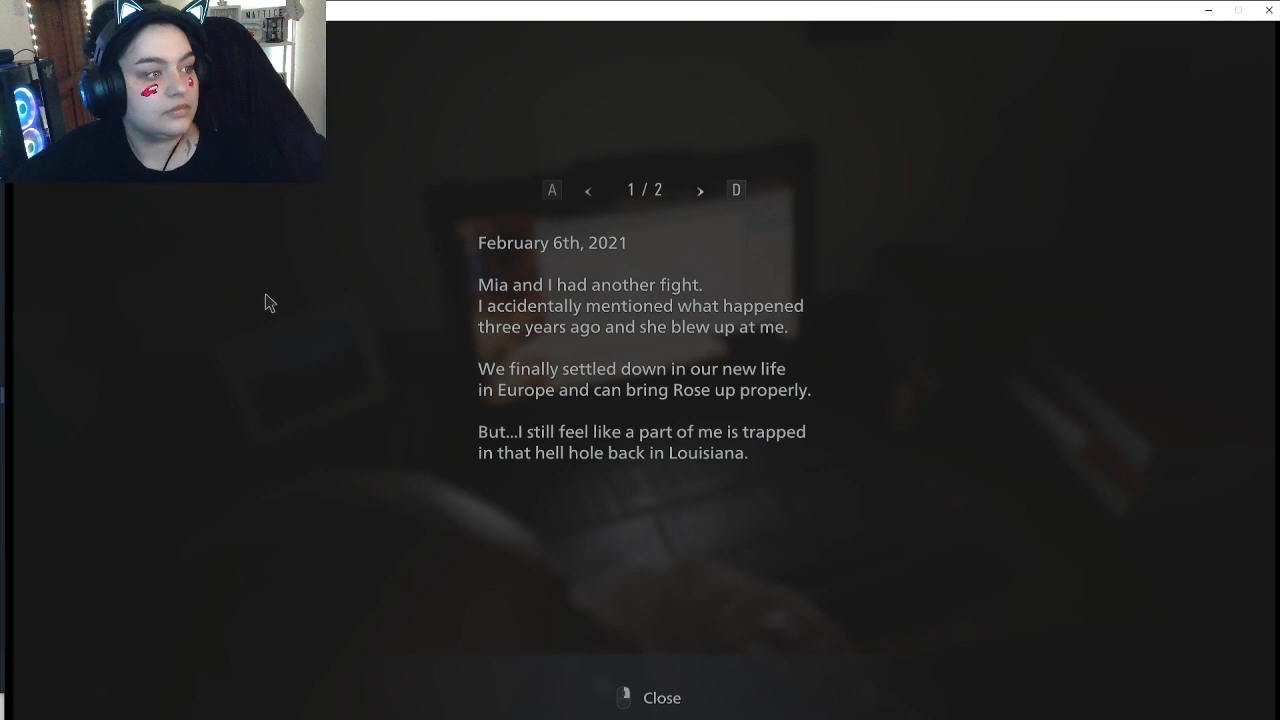 MATTICE
A < 1 / 2 > D
February 6th, 2021
Mia and I had another fight.
I accidentally mentioned what happened
three years ago and she blew up at me.
We finally settled down in our new life
in Europe and can bring Rose up properly.
But...I still feel like a part of me is trapped
in that hell hole back in Louisiana.
Close